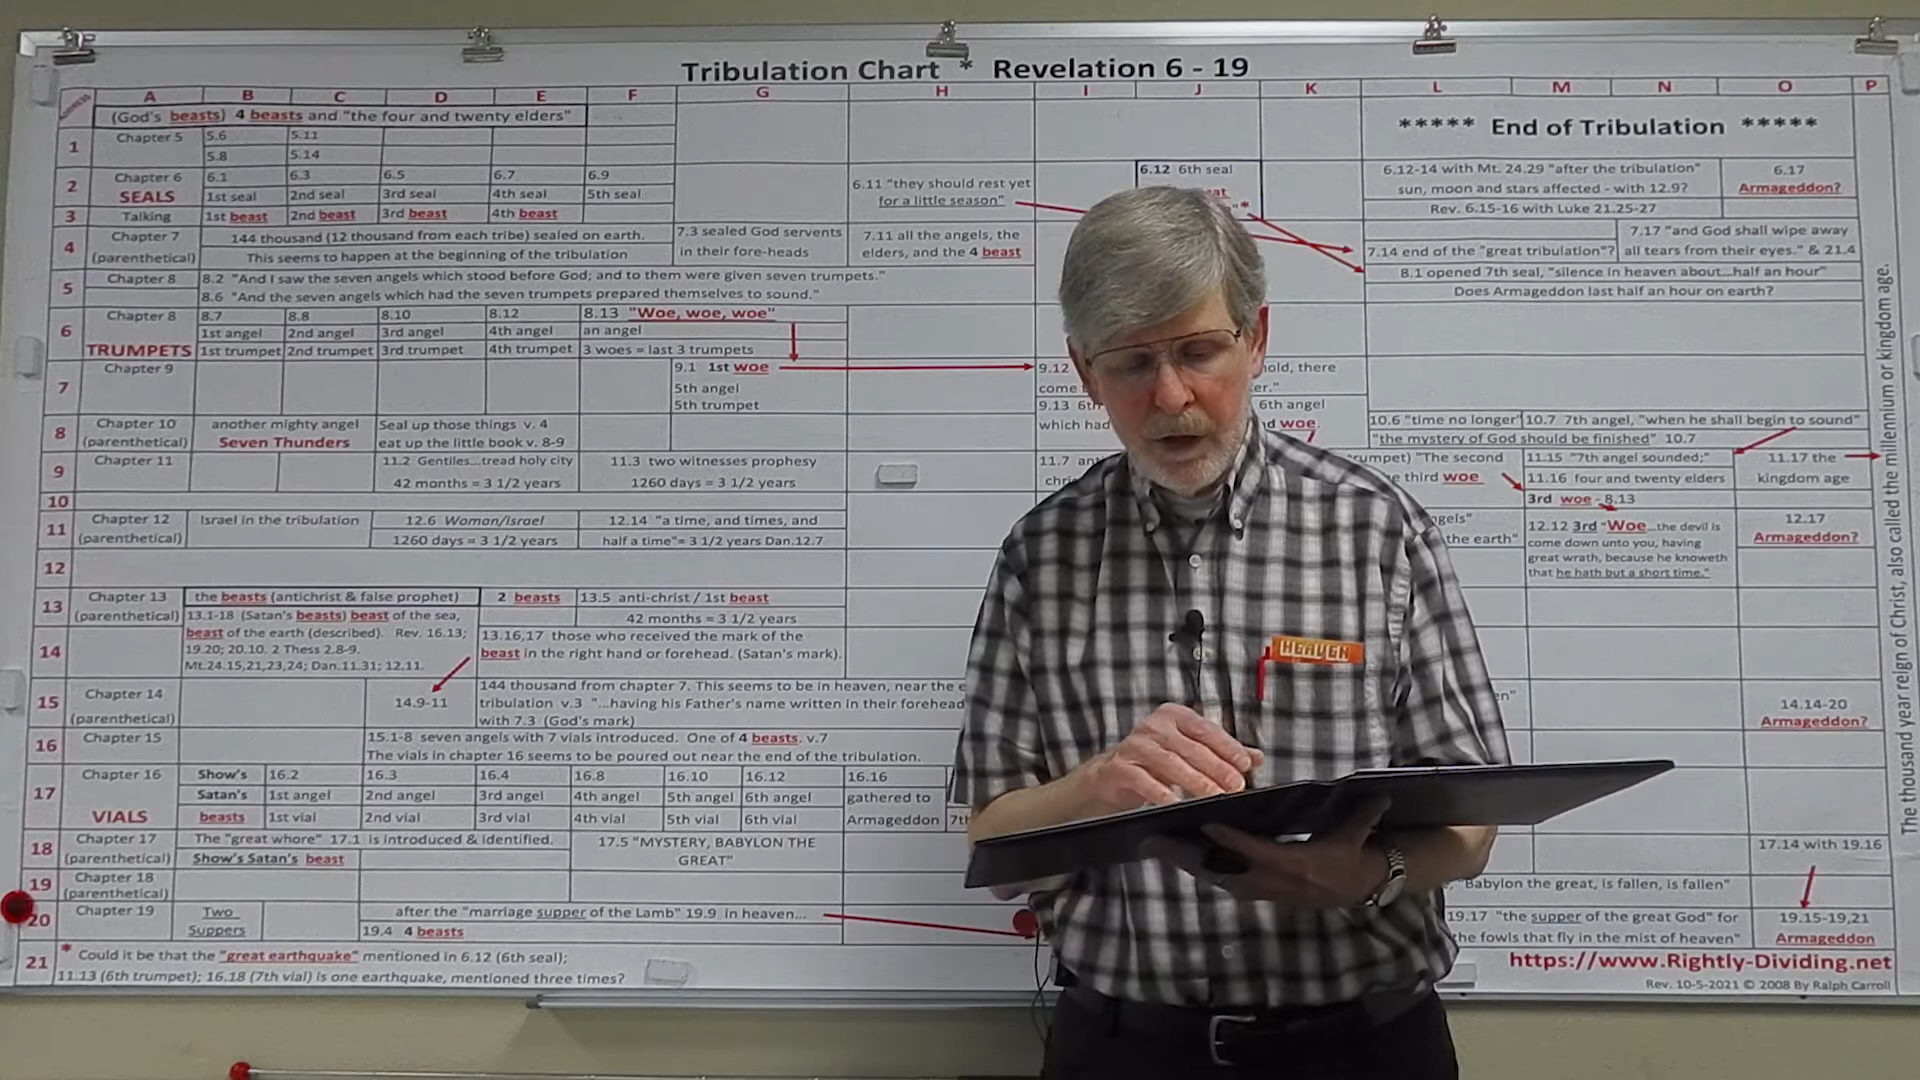 Tribulation Chart * Revelation 6 - 19
A B C D E F G H I J K L M N O P
(God's beasts) 4 beasts and "the four and twenty elders"
***** End of Tribulation *****
1 Chapter 5 5.6 5.11
5.8 5.14
2 Chapter 6 6.1 6.3 6.5 6.7 6.9
SEALS 1st seal 2nd seal 3rd seal 4th seal 5th seal
6.11 "they should rest yet
for a little season"
6.12 6th seal
6.12-14 with Mt. 24.29 "after the tribulation"
sun, moon and stars affected - with 12.9?
6.17
Armageddon?
3 Talking 1st beast 2nd beast 3rd beast 4th beast
Rev. 6.15-16 with Luke 21.25-27
4 Chapter 7
(parenthetical)
144 thousand (12 thousand from each tribe) sealed on earth.
This seems to happen at the beginning of the tribulation
7.3 sealed God servents
in their fore-heads
7.11 all the angels, the
elders, and the 4 beast
7.17 "and God shall wipe away
7.14 end of the "great tribulation"? all tears from their eyes." & 21.4
5 Chapter 8 8.2 "And I saw the seven angels which stood before God; and to them were given seven trumpets."
8.6 "And the seven angels which had the seven trumpets prepared themselves to sound."
8.1 opened 7th seal, "silence in heaven about...half an hour"
Does Armageddon last half an hour on earth?
6 Chapter 8 8.7 8.8 8.10 8.12 8.13 "Woe, woe, woe"
1st angel 2nd angel 3rd angel 4th angel an angel
TRUMPETS 1st trumpet 2nd trumpet 3rd trumpet 4th trumpet 3 woes = last 3 trumpets
7 Chapter 9 9.1 1st woe
5th angel
5th trumpet
9.12 hold, there
come
9.13 6th 6th angel
which had woe.
8 Chapter 10
(parenthetical)
another mighty angel
Seven Thunders
Seal up those things v. 4
eat up the little book v. 8-9
10.6 "time no longer" 10.7 7th angel, "when he shall begin to sound"
"the mystery of God should be finished" 10.7
9 Chapter 11 11.2 Gentiles...tread holy city
42 months = 3 1/2 years
11.3 two witnesses prophesy
1260 days = 3 1/2 years
11.7
trumpet) "The second
third woe
11.15 "7th angel sounded;"
11.16 four and twenty elders
11.17 the
kingdom age
10 3rd woe - 8.13
11 Chapter 12
(parenthetical)
Israel in the tribulation
12.6 Woman/Israel
1260 days = 3 1/2 years
12.14 "a time, and times, and
half a time"= 3 1/2 years Dan.12.7
the earth"
12.12 3rd "Woe...the devil is
come down unto you, having
great wrath, because he knoweth
that he hath but a short time."
12.17
Armageddon?
12
13 Chapter 13
(parenthetical)
the beasts (antichrist & false prophet) 2 beasts
13.5 anti-christ / 1st beast
42 months = 3 1/2 years
13.1-18 (Satan's beasts) beast of the sea,
beast of the earth (described). Rev. 16.13;
19.20; 20.10. 2 Thess 2.8-9.
Mt.24.15,21,23,24; Dan.11.31; 12.11.
14 13.16,17 those who received the mark of the
beast in the right hand or forehead. (Satan's mark).
15 Chapter 14
(parenthetical)
14.9-11
144 thousand from chapter 7. This seems to be in heaven, near the e
tribulation v.3 "...having his Father's name written in their forehead
with 7.3 (God's mark)
14.14-20
Armageddon?
16 Chapter 15 15.1-8 seven angels with 7 vials introduced. One of 4 beasts. v.7
The vials in chapter 16 seems to be poured out near the end of the tribulation.
17 Chapter 16 Show's 16.2 16.3 16.4 16.8 16.10 16.12 16.16
Satan's 1st angel 2nd angel 3rd angel 4th angel 5th angel 6th angel gathered to
VIALS beasts 1st vial 2nd vial 3rd vial 4th vial 5th vial 6th vial Armageddon
18 Chapter 17
(parenthetical)
The "great whore" 17.1 is introduced & identified.
Show's Satan's beast
17.5 "MYSTERY, BABYLON THE
GREAT"
17.14 with 19.16
19 Chapter 18
(parenthetical)
"Babylon the great, is fallen, is fallen"
20 Chapter 19 Two
Suppers
after the "marriage supper of the Lamb" 19.9 in heaven...
19.4 4 beasts
19.17 "the supper of the great God" for
the fowls that fly in the mist of heaven"
19.15-19,21
Armageddon
21 * Could it be that the "great earthquake" mentioned in 6.12 (6th seal);
11.13 (6th trumpet); 16.18 (7th vial) is one earthquake, mentioned three times?
https://www.Rightly-Dividing.net
Rev. 10-5-2021 © 2008 By Ralph Carroll
The thousand year reign of Christ, also called the millennium or kingdom age.
HEAVEN